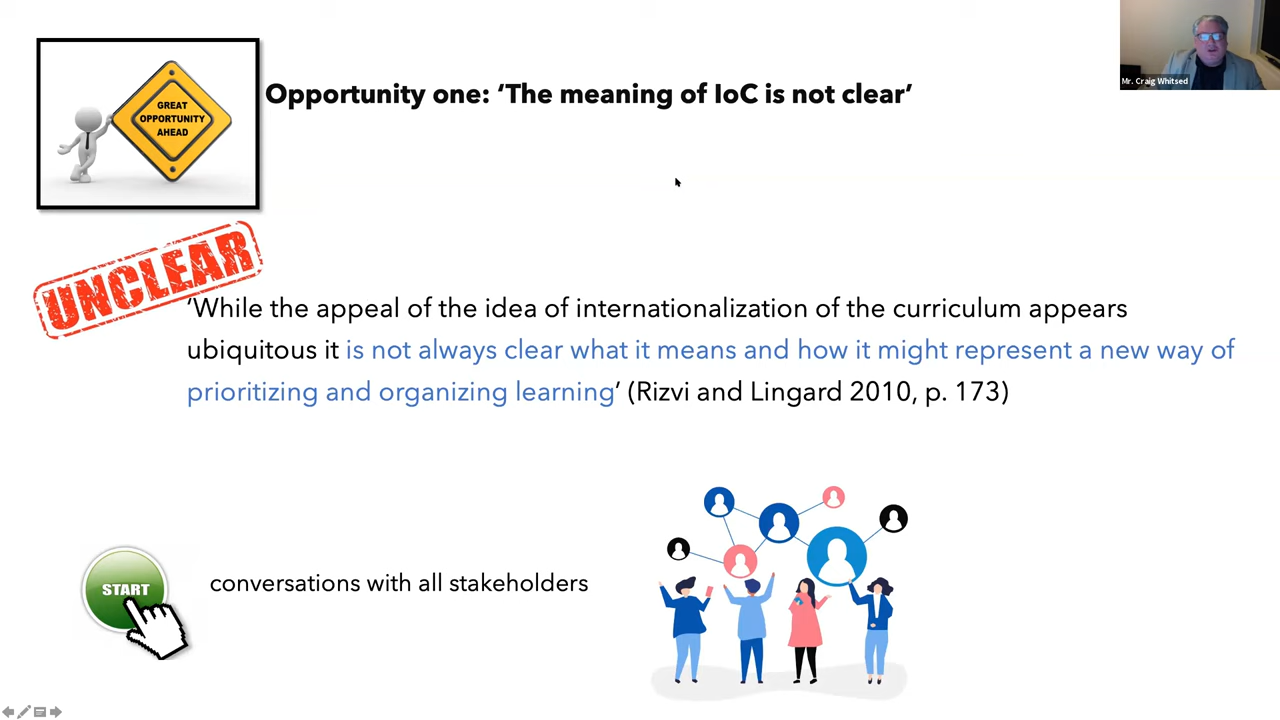 Mr. Craig Whitsed
GREAT
OPPORTUNITY
AHEAD
Opportunity one: ‘The meaning of IoC is not clear’
UNCLEAR
‘While the appeal of the idea of internationalization of the curriculum appears
ubiquitous it is not always clear what it means and how it might represent a new way of
prioritizing and organizing learning’ (Rizvi and Lingard 2010, p. 173)
START
conversations with all stakeholders